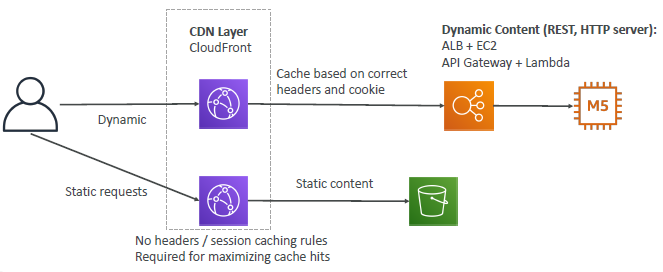 CDN Layer
CloudFront
Dynamic Content (REST, HTTP server):
ALB + EC2
API Gateway + Lambda
Cache based on correct
headers and cookie
Dynamic
M5
Static requests
Static content
No headers / session caching rules
Required for maximizing cache hits